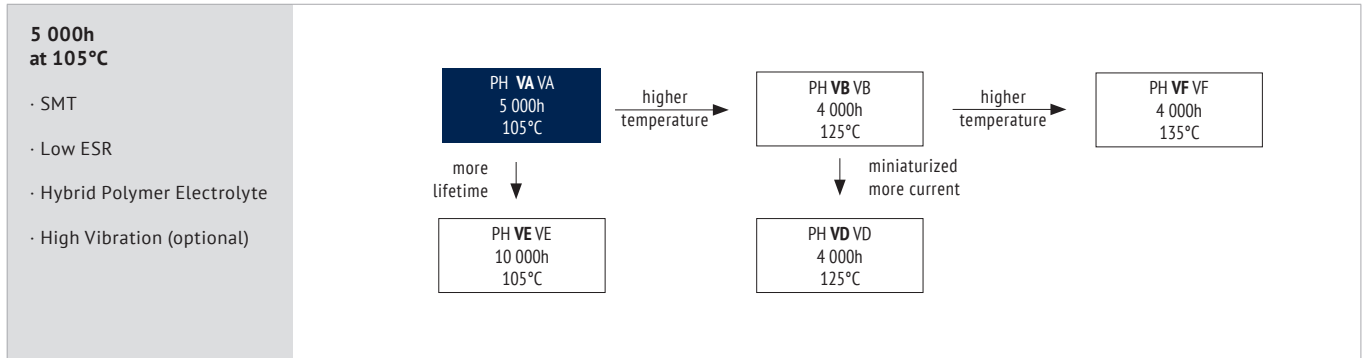 5 000h
at 105°C
· SMT
· Low ESR
· Hybrid Polymer Electrolyte
· High Vibration (optional)
PH VA VA
5 000h
105°C
higher
temperature
PH VB VB
4 000h
125°C
higher
temperature
PH VF VF
4 000h
135°C
more
lifetime
miniaturized
more current
PH VE VE
10 000h
105°C
PH VD VD
4 000h
125°C